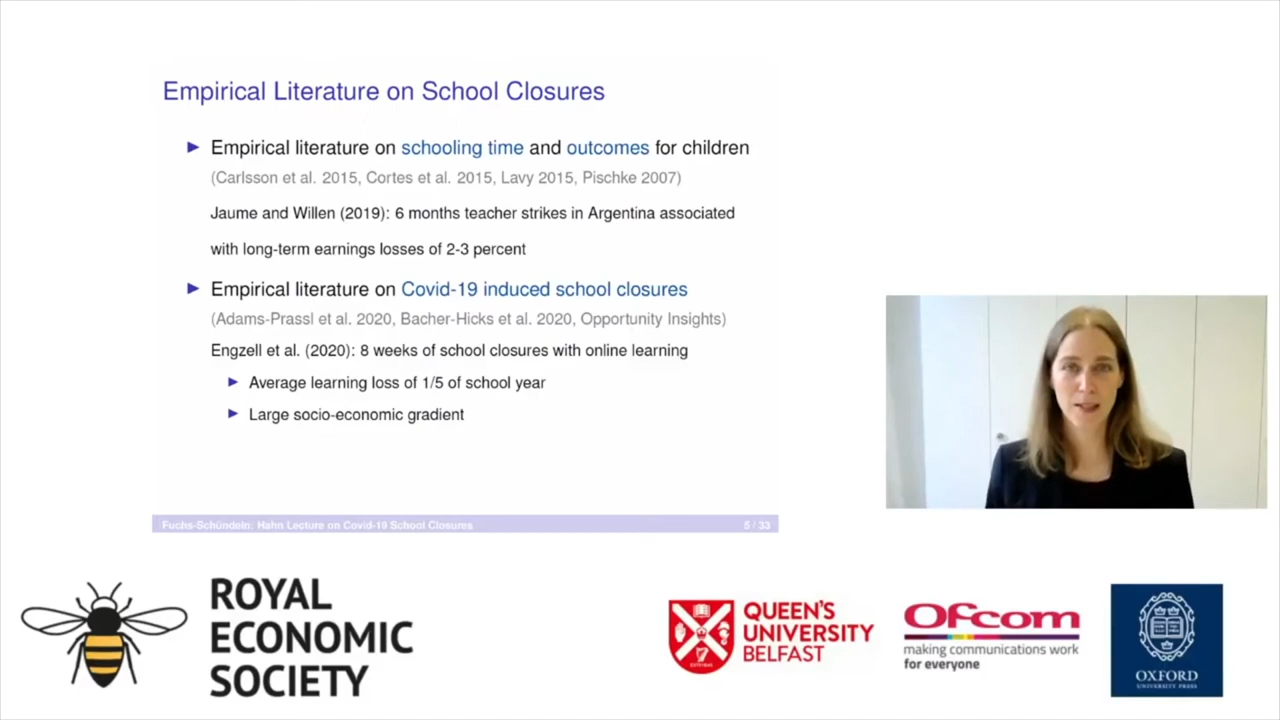 Empirical Literature on School Closures
Empirical literature on schooling time and outcomes for children
(Carlsson et al. 2015, Cortes et al. 2015, Lavy 2015, Pischke 2007)
Jaume and Willen (2019): 6 months teacher strikes in Argentina associated
with long-term earnings losses of 2-3 percent
Empirical literature on Covid-19 induced school closures
(Adams-Prassl et al. 2020, Bacher-Hicks et al. 2020, Opportunity Insights)
Engzell et al. (2020): 8 weeks of school closures with online learning
Average learning loss of 1/5 of school year
Large socio-economic gradient
Fuchs-Schündeln: Hahn Lecture on Covid-19 School Closures 5 / 33
ROYAL
ECONOMIC
SOCIETY
QUEEN'S
UNIVERSITY
BELFAST
Ofcom
making communications work
for everyone
OXFORD
UNIVERSITY PRESS